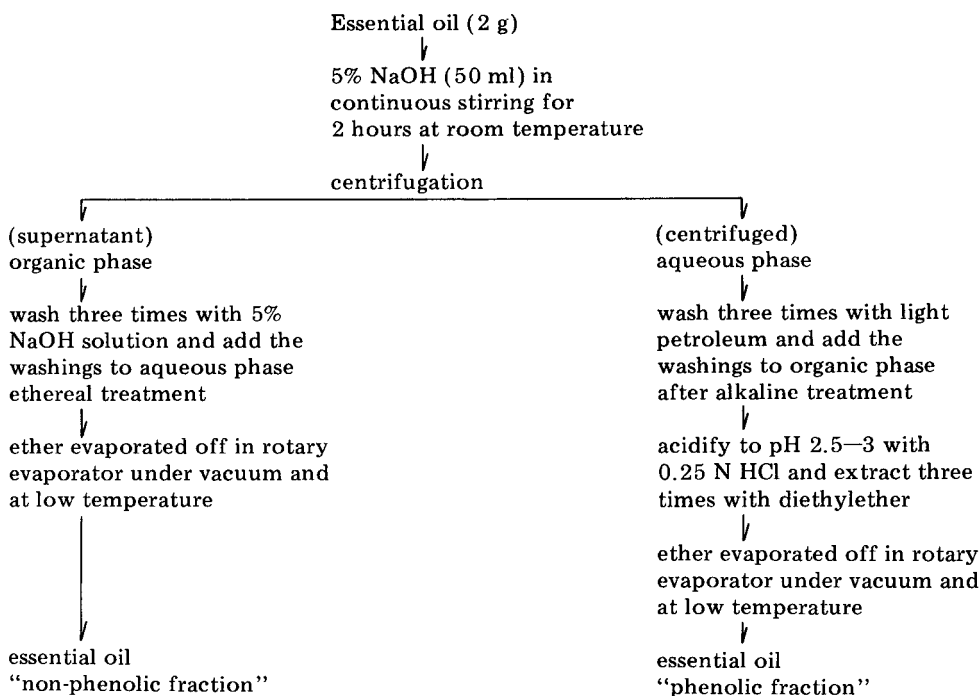 Essential oil (2 g)
5% NaOH (50 ml) in
continuous stirring for
2 hours at room temperature
centrifugation
(supernatant)
organic phase
wash three times with 5%
NaOH solution and add the
washings to aqueous phase
ethereal treatment
ether evaporated off in rotary
evaporator under vacuum and
at low temperature
essential oil
“non-phenolic fraction”
(centrifuged)
aqueous phase
wash three times with light
petroleum and add the
washings to organic phase
after alkaline treatment
acidify to pH 2.5—3 with
0.25 N HCl and extract three
times with diethylether
ether evaporated off in rotary
evaporator under vacuum and
at low temperature
essential oil
“phenolic fraction”